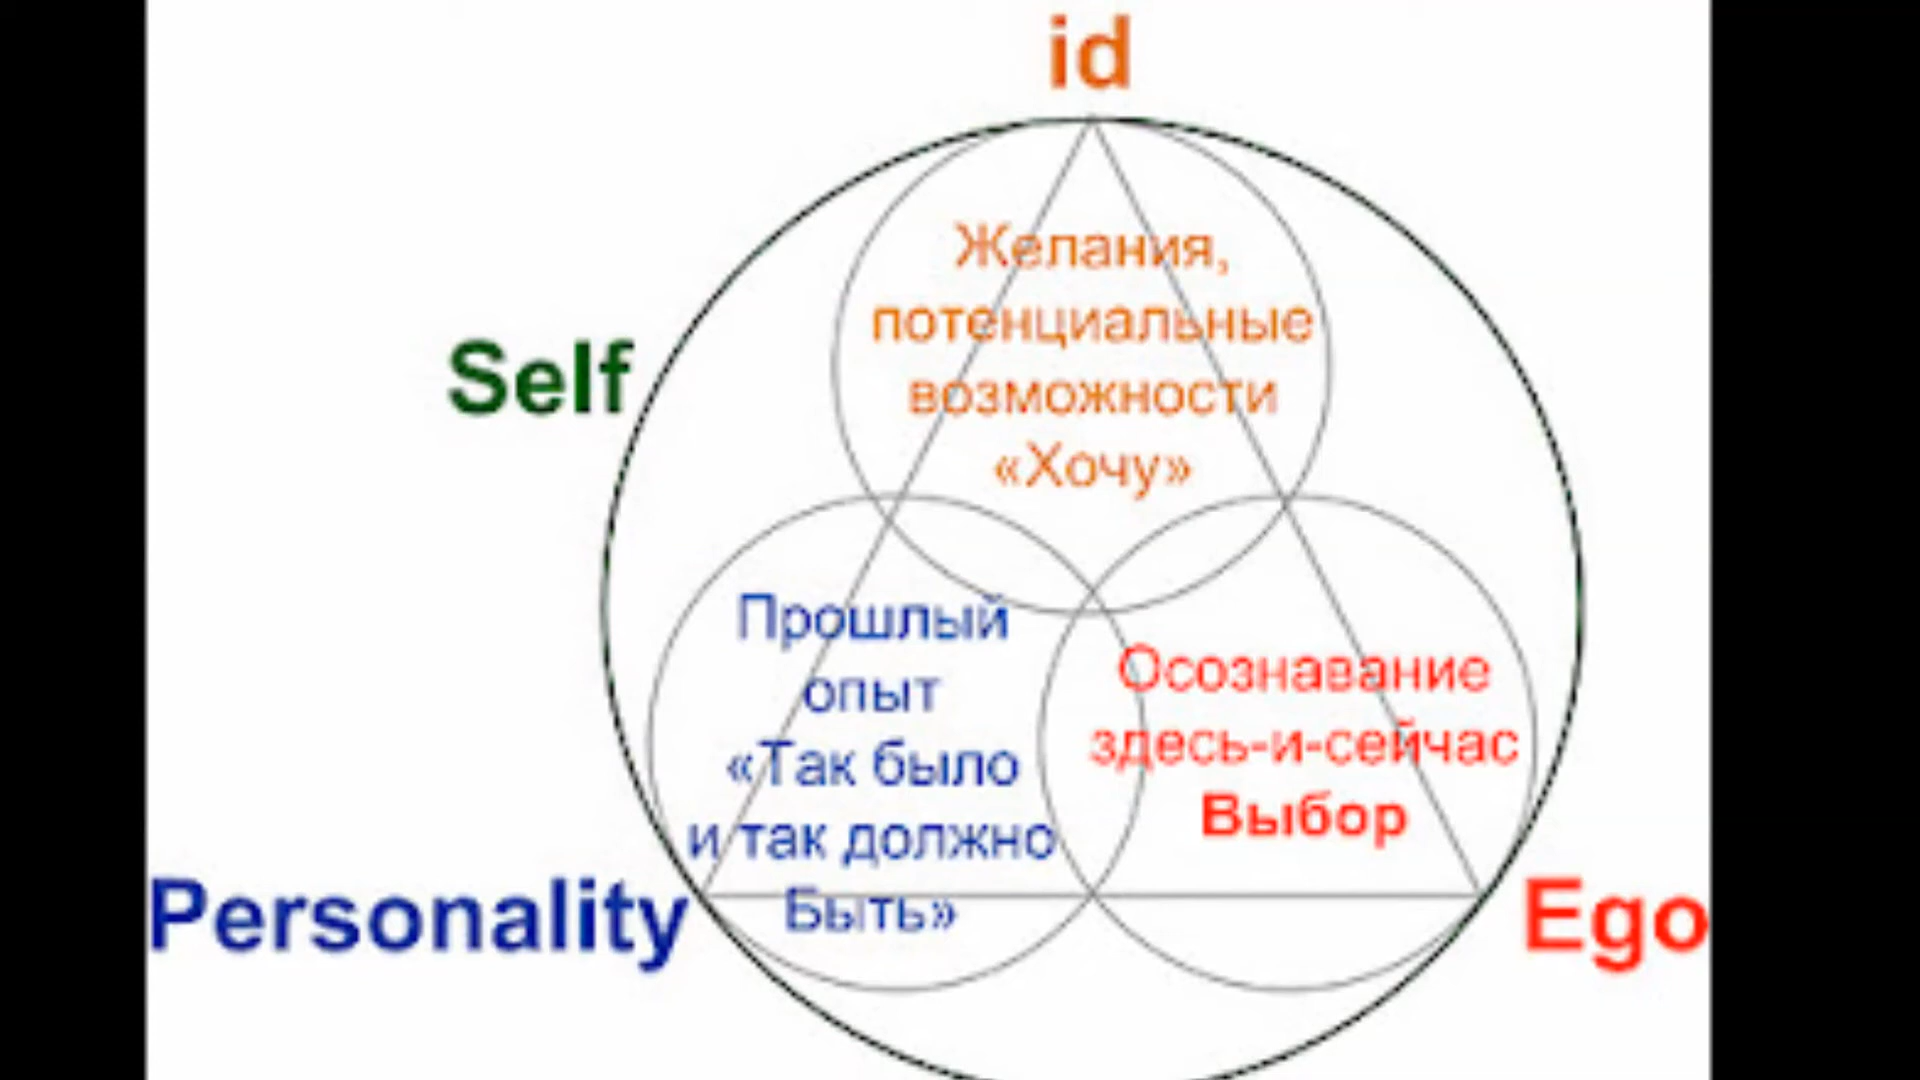 id
Желания,
потенциальные
возможности
«Хочу»
Self
Прошлый
опыт
«Так было
и так должно
Быть»
Осознавание
здесь-и-сейчас
Выбор
Personality
Ego